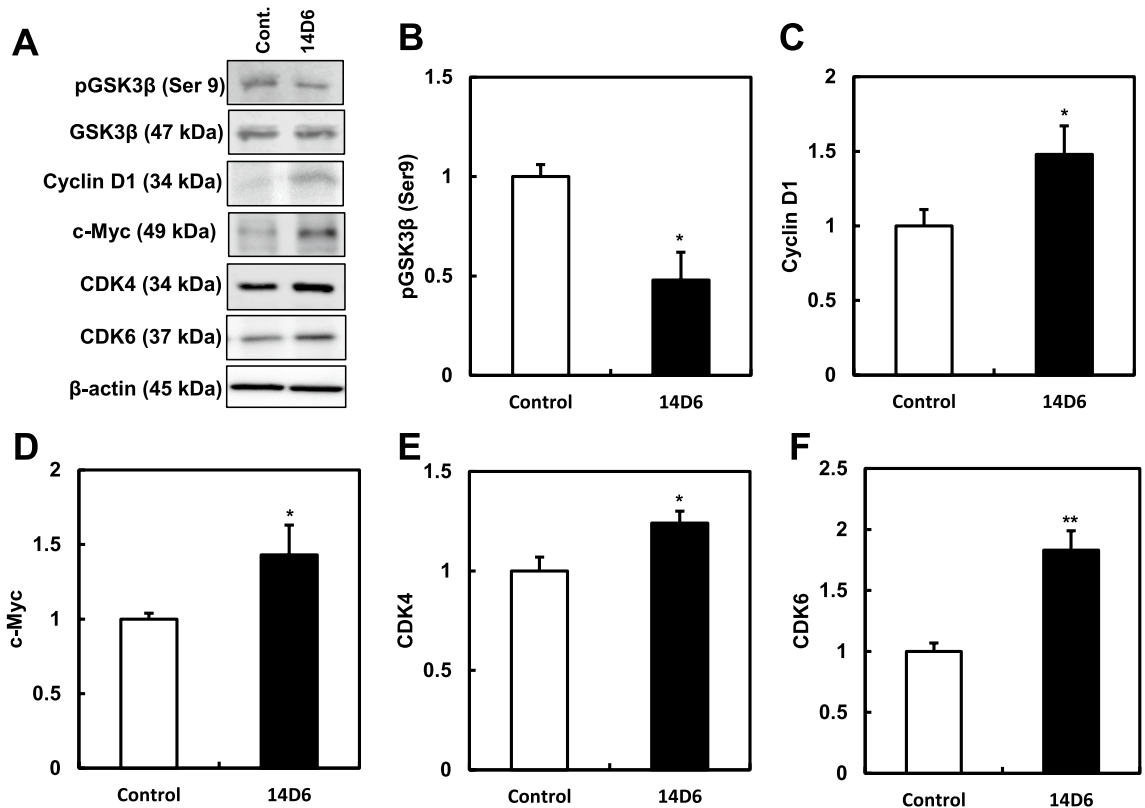 A
Cont.
14D6
pGSK3β (Ser 9)
GSK3β (47 kDa)
Cyclin D1 (34 kDa)
c-Myc (49 kDa)
CDK4 (34 kDa)
CDK6 (37 kDa)
β-actin (45 kDa)
B
pGSK3β (Ser9)
1.5
1
0.5
0
*
Control
14D6
C
Cyclin D1
2
1.5
1
0.5
0
*
Control
14D6
D
c-Myc
2
1.5
1
0.5
0
*
Control
14D6
E
CDK4
1.5
1
0.5
0
*
Control
14D6
F
CDK6
2.5
2
1.5
1
0.5
0
**
Control
14D6